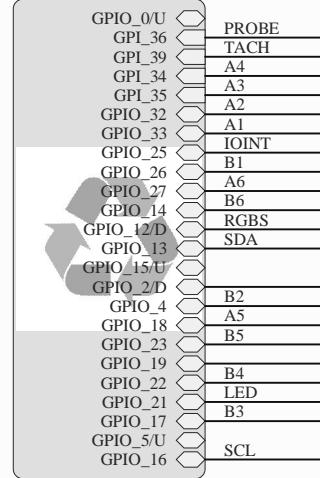 GPIO_0/U
GPI_36 PROBE
GPI_39 TACH
GPI_34 A4
GPI_35 A3
GPIO_32 A2
GPIO_33 A1
GPIO_25 IOINT
GPIO_26 B1
GPIO_27 A6
GPIO_14 B6
GPIO_12/D RGBS
GPIO_13 SDA
GPIO_15/U
GPIO_2/D
GPIO_4 B2
GPIO_18 A5
GPIO_23 B5
GPIO_19
GPIO_22 B4
GPIO_21 LED
GPIO_17 B3
GPIO_5/U
GPIO_16 SCL